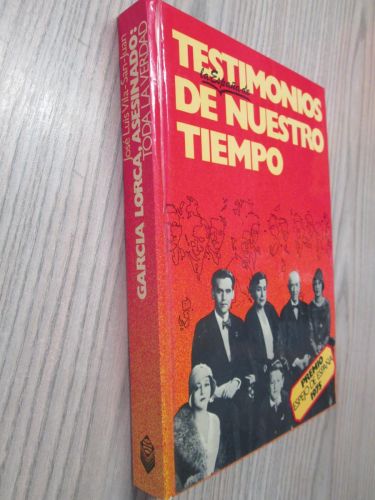 José Luis Vila-San-Juan
GARCIA LORCA, ASESINADO:
TODA LA VERDAD
TESTIMONIOS
la España de
DE NUESTRO
TIEMPO
PREMIO
ESPEJO DE ESPAÑA
1975